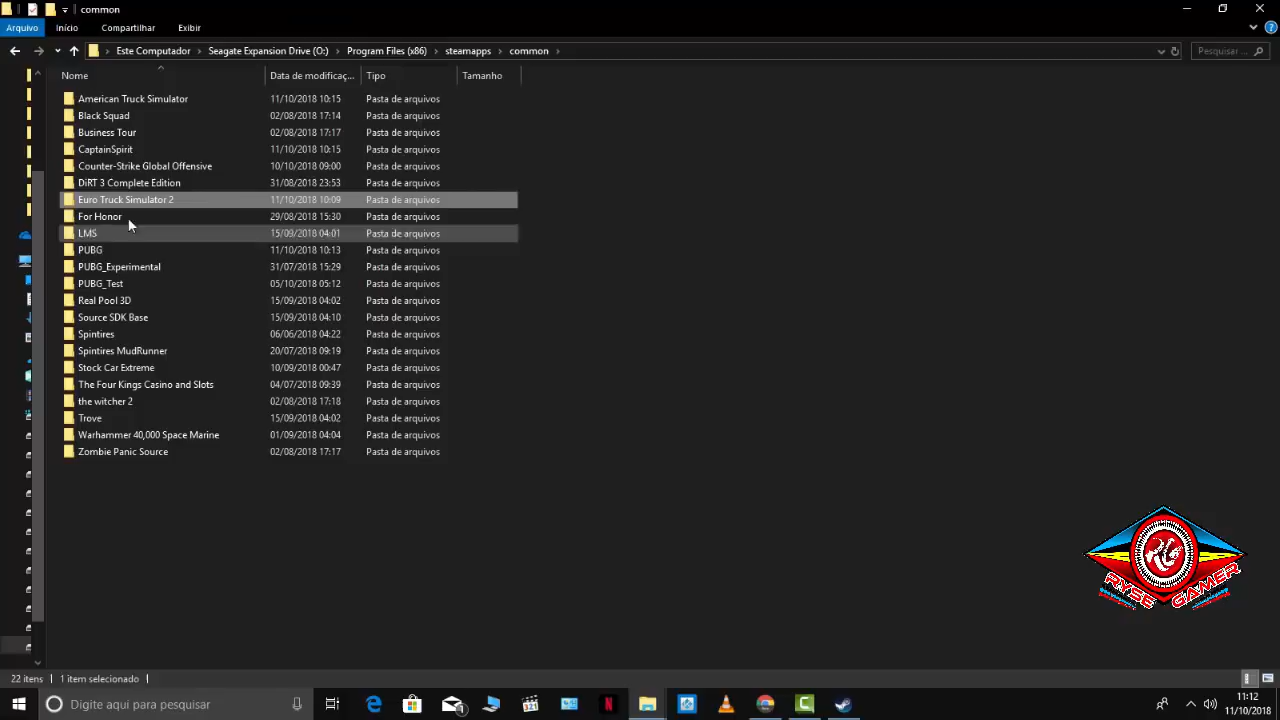 common
Arquivo Início Compartilhar Exibir
Este Computador Seagate Expansion Drive (O:) Program Files (x86) steamapps common Pesquisar ...
Nome Data de modificaç... Tipo Tamanho
American Truck Simulator 11/10/2018 10:15 Pasta de arquivos
Black Squad 02/08/2018 17:14 Pasta de arquivos
Business Tour 02/08/2018 17:17 Pasta de arquivos
CaptainSpirit 11/10/2018 10:15 Pasta de arquivos
Counter-Strike Global Offensive 10/10/2018 09:00 Pasta de arquivos
DiRT 3 Complete Edition 31/08/2018 23:53 Pasta de arquivos
Euro Truck Simulator 2 11/10/2018 10:09 Pasta de arquivos
For Honor 29/08/2018 15:30 Pasta de arquivos
LMS 15/09/2018 04:01 Pasta de arquivos
PUBG 11/10/2018 10:13 Pasta de arquivos
PUBG_Experimental 31/07/2018 15:29 Pasta de arquivos
PUBG_Test 05/10/2018 05:12 Pasta de arquivos
Real Pool 3D 15/09/2018 04:02 Pasta de arquivos
Source SDK Base 15/09/2018 04:10 Pasta de arquivos
Spintires 06/06/2018 04:22 Pasta de arquivos
Spintires MudRunner 20/07/2018 09:19 Pasta de arquivos
Stock Car Extreme 10/09/2018 00:47 Pasta de arquivos
The Four Kings Casino and Slots 04/07/2018 09:39 Pasta de arquivos
the witcher 2 02/08/2018 17:18 Pasta de arquivos
Trove 15/09/2018 04:02 Pasta de arquivos
Warhammer 40,000 Space Marine 01/09/2018 04:04 Pasta de arquivos
Zombie Panic Source 02/08/2018 17:17 Pasta de arquivos
RG
RYSE GAMER
22 itens 1 item selecionado
Digite aqui para pesquisar
11:12
11/10/2018